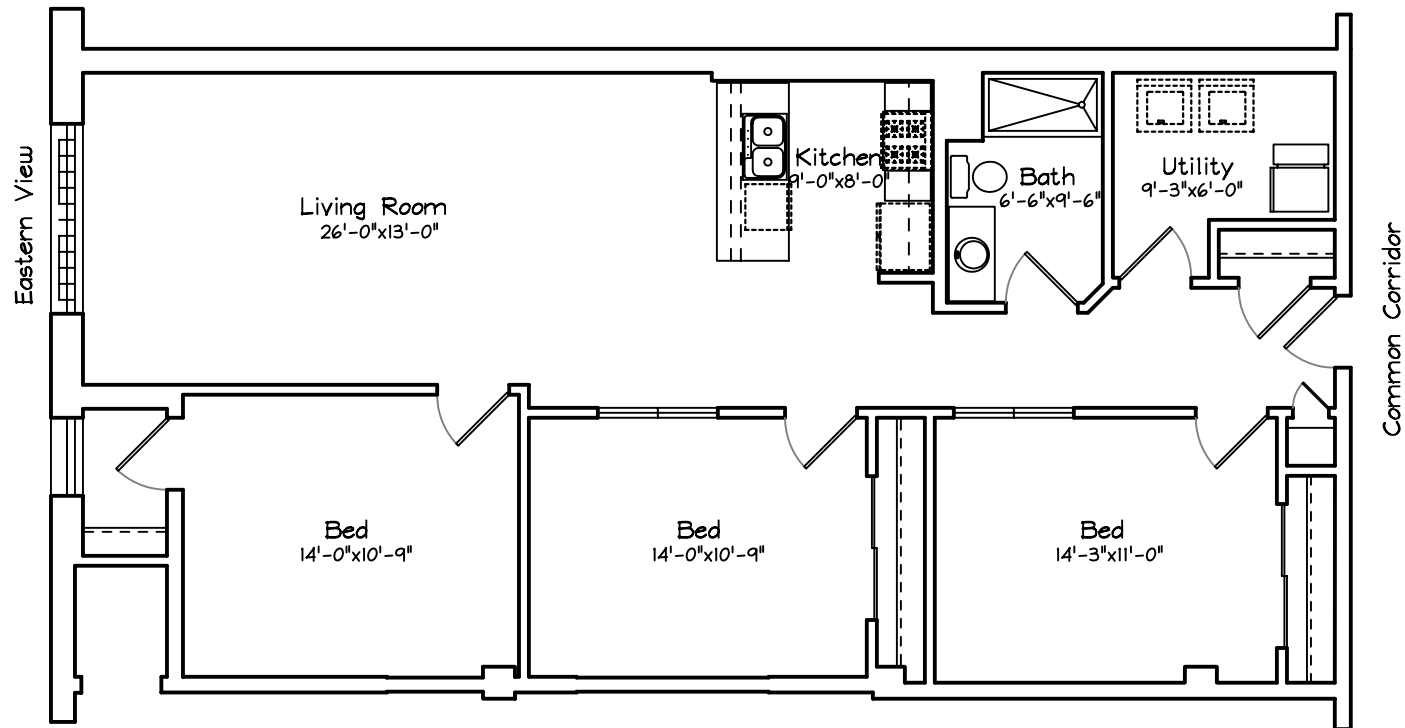 Eastern View
Living Room
26'-0"x13'-0"
Kitchen
9'-0"x8'-0"
Bath
6'-6"x9'-6"
Utility
9'-3"x6'-0"
Common Corridor
Bed
14'-0"x10'-9"
Bed
14'-0"x10'-9"
Bed
14'-3"x11'-0"